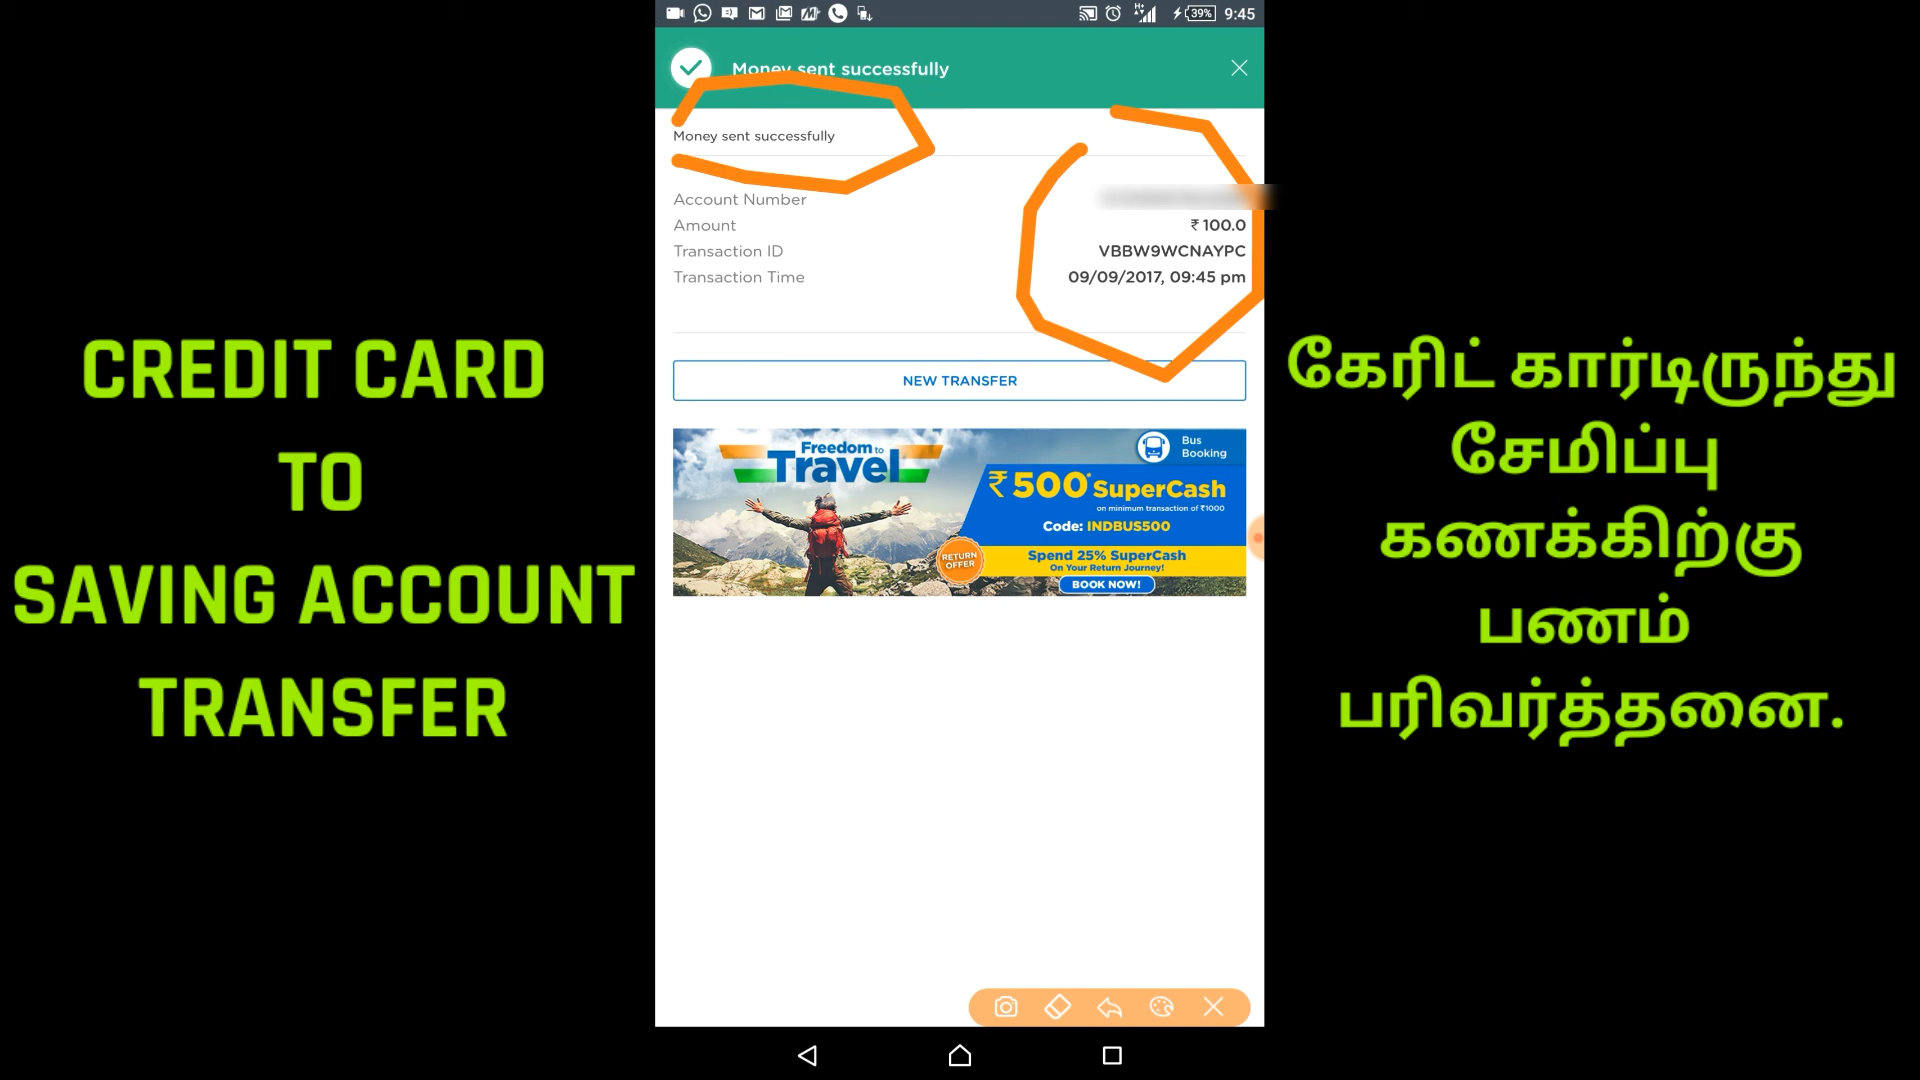 39%
9:45
Money sent successfully
Money sent successfully
Account Number
Amount ₹ 100.0
Transaction ID VBBW9WCNAYPC
Transaction Time 09/09/2017, 09:45 pm
NEW TRANSFER
Freedom to
Travel
Bus
Booking
₹500* SuperCash
on minimum transaction of ₹1000
Code: INDBUS500
RETURN
OFFER
Spend 25% SuperCash
On Your Return Journey!
BOOK NOW!
CREDIT CARD
TO
SAVING ACCOUNT
TRANSFER
கேரிட் கார்டிருந்து
சேமிப்பு
கணக்கிற்கு
பணம்
பரிவர்த்தனை.